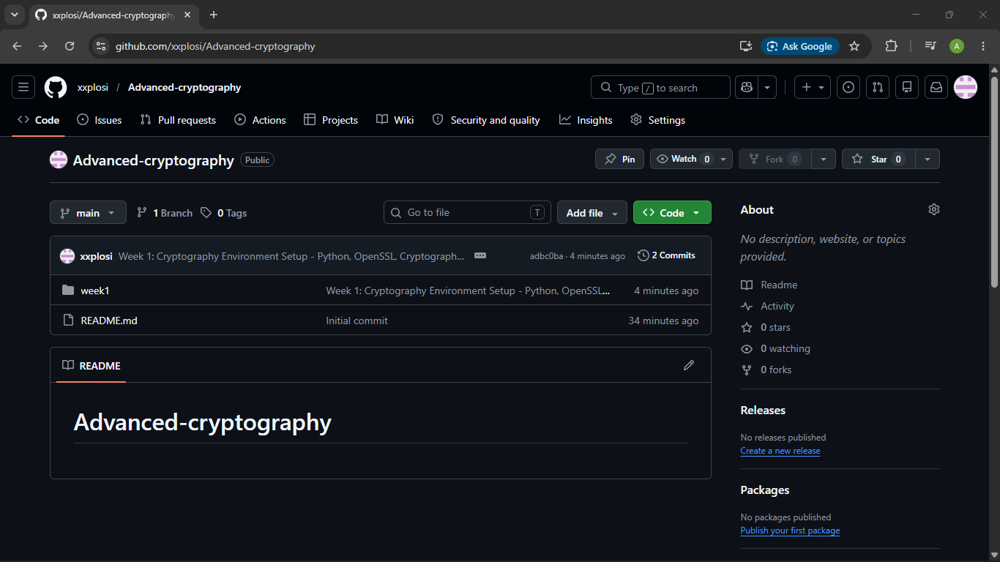 xxplosi/Advanced-cryptography
github.com/xxplosi/Advanced-cryptography
Ask Google
A
xxplosi / Advanced-cryptography
Type / to search
Code Issues Pull requests Actions Projects Wiki Security and quality Insights Settings
Advanced-cryptography Public
Pin Watch 0 Fork 0 Star 0
main 1 Branch 0 Tags
Go to file T
Add file Code
xxplosi Week 1: Cryptography Environment Setup - Python, OpenSSL, Cryptograph... adbc0ba · 4 minutes ago 2 Commits
week1 Week 1: Cryptography Environment Setup - Python, OpenSSL... 4 minutes ago
README.md Initial commit 34 minutes ago
README
Advanced-cryptography
About
No description, website, or topics
provided.
Readme
Activity
0 stars
0 watching
0 forks
Releases
No releases published
Create a new release
Packages
No packages published
Publish your first package